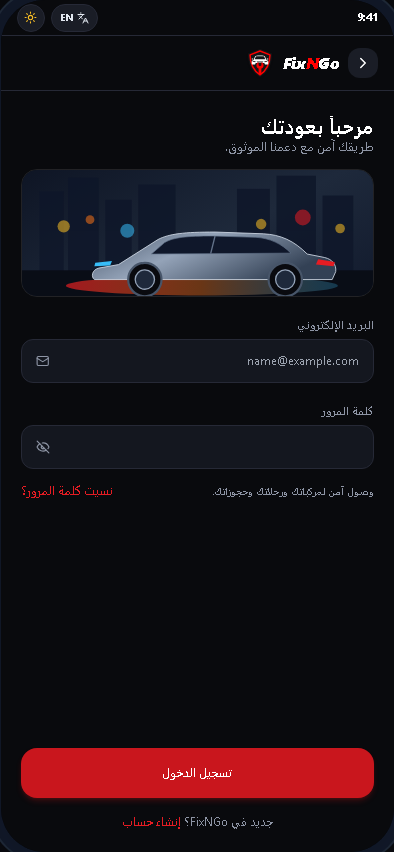 9:41
EN
FixNGo
مرحباً بعودتك
طريقك آمن مع دعمنا الموثوق.
البريد الإلكتروني
name@example.com
كلمة المرور
وصول آمن لمركباتك ورحلاتك وحجوزاتك.
نسيت كلمة المرور؟
تسجيل الدخول
جديد في FixNGo؟ إنشاء حساب